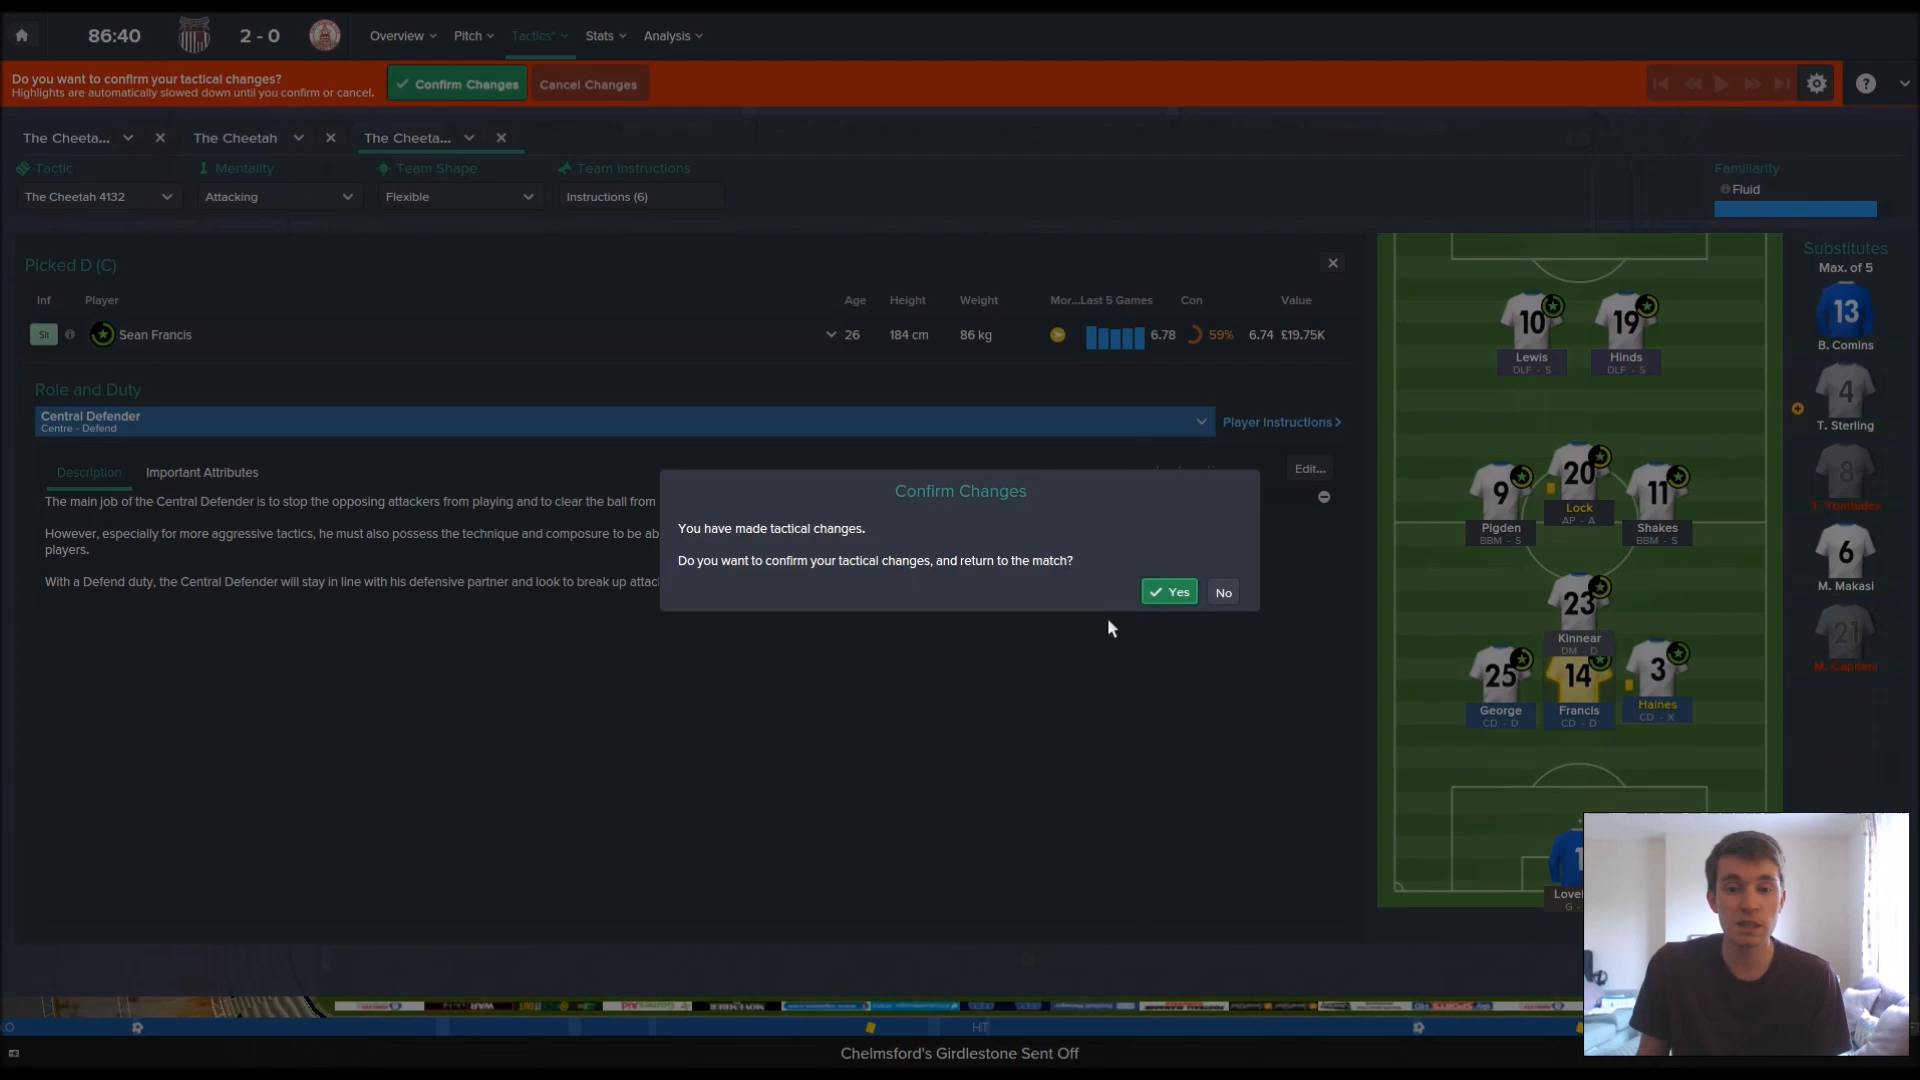 86:40
2 - 0
Overview
Pitch
Tactics*
Stats
Analysis
Do you want to confirm your tactical changes?
Highlights are automatically slowed down until you confirm or cancel.
Confirm Changes
Cancel Changes
The Cheeta...
The Cheetah
The Cheeta...
Tactic
Mentality
Team Shape
Team Instructions
Familiarity
The Cheetah 4132
Attacking
Flexible
Instructions (6)
Fluid
Picked D (C)
Inf
Player
Age
Height
Weight
Mor...
Last 5 Games
Con
Value
Slt
Sean Francis
26
184 cm
86 kg
6.78
59%
6.74
£19.75K
Role and Duty
Central Defender
Centre - Defend
Player Instructions
Description
Important Attributes
Edit...
The main job of the Central Defender is to stop the opposing attackers from playing and to clear the ball from
However, especially for more aggressive tactics, he must also possess the technique and composure to be ab
players.
With a Defend duty, the Central Defender will stay in line with his defensive partner and look to break up attac
Confirm Changes
You have made tactical changes.
Do you want to confirm your tactical changes, and return to the match?
Yes
No
10
Lewis
DLF - S
19
Hinds
DLF - S
9
Pigden
BBM - S
20
Lock
AP - A
11
Shakes
BBM - S
23
Kinnear
DM - D
25
George
CD - D
14
Francis
CD - D
3
Haines
CD - X
1
Lovel
G -
Substitutes
Max. of 5
13
B. Comins
4
T. Sterling
8
6
M. Makasi
21
M. Capitani
HT
Chelmsford's Girdlestone Sent Off